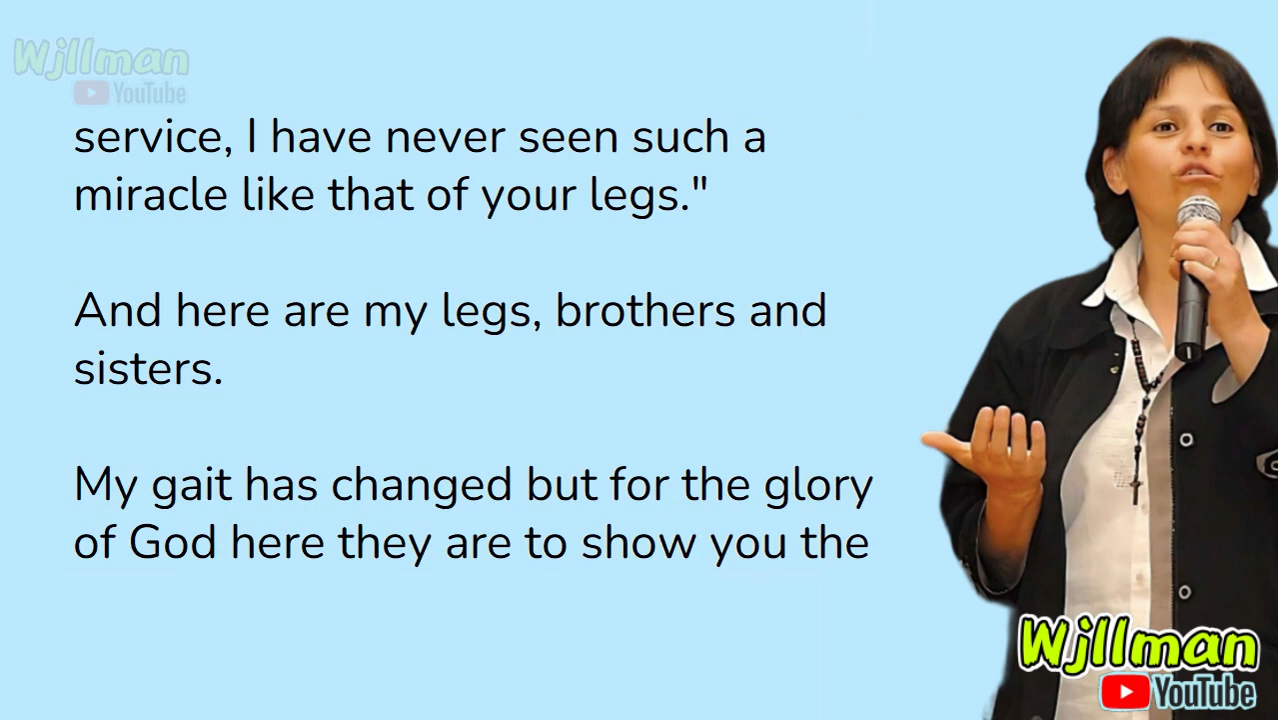 Wjllman
YouTube
service, I have never seen such a
miracle like that of your legs."
And here are my legs, brothers and
sisters.
My gait has changed but for the glory
of God here they are to show you the
Wjllman
YouTube